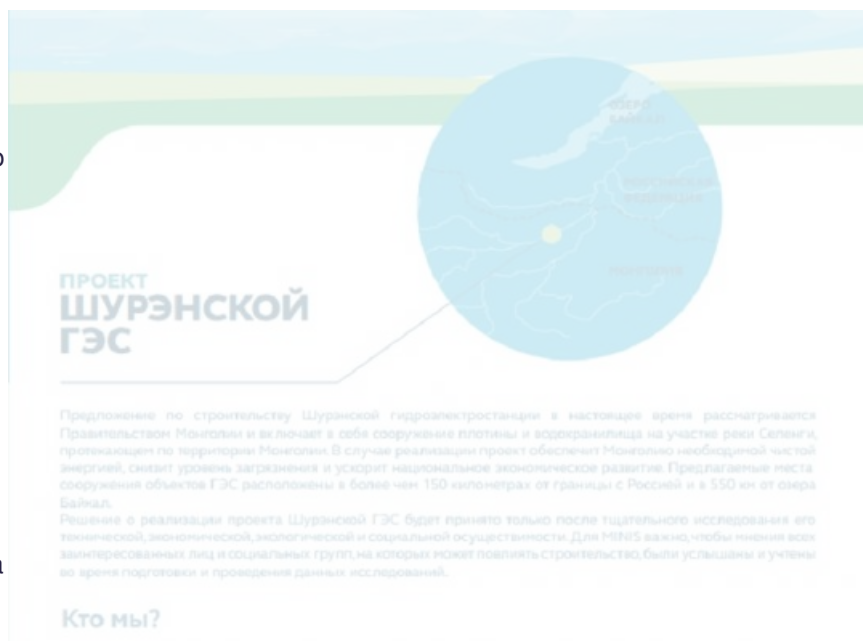 ОЗЕРО
БАЙКАЛ
РОССИЙСКАЯ
ФЕДЕРАЦИЯ
МОНГОЛИЯ
ПРОЕКТ
ШУРЭНСКОЙ
ГЭС
Предложение по строительству Шурэнской гидроэлектростанции в настоящее время рассматривается
Правительством Монголии и включает в себя сооружение плотины и водохранилища на участке реки Селенги,
протекающем по территории Монголии. В случае реализации проект обеспечит Монголию необходимой чистой
энергией, снизит уровень загрязнения и ускорит национальное экономическое развитие. Предлагаемые места
сооружения объектов ГЭС расположены в более чем 150 километрах от границы с Россией и в 550 км от озера
Байкал.
Решение о реализации проекта Шурэнской ГЭС будет принято только после тщательного исследования его
технической, экономической, экологической и социальной осуществимости. Для MINIS важно, чтобы мнения всех
заинтересованных лиц и социальных групп, на которых может повлиять строительство, были услышаны и учтены
во время подготовки и проведения данных исследований.
Кто мы?